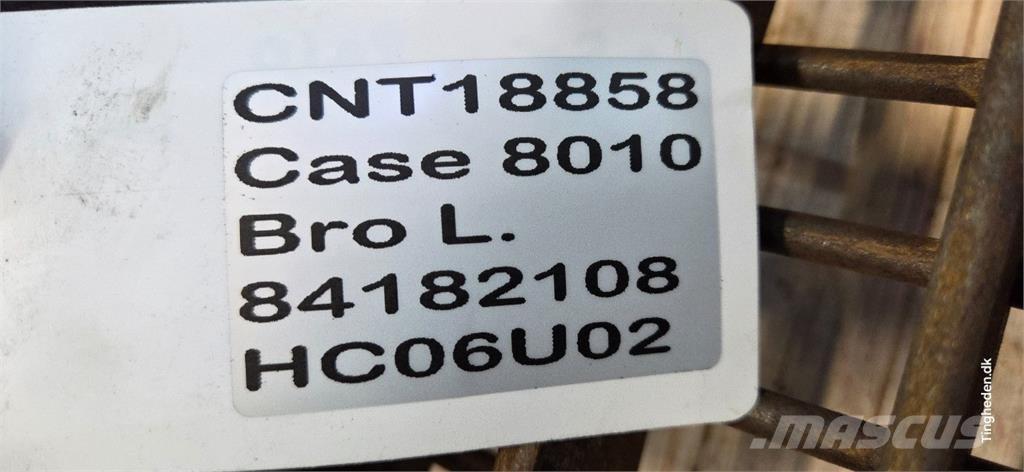 CNT18858
Case 8010
Bro L.
84182108
HC06U02
Tingheden.dk
MASCUS